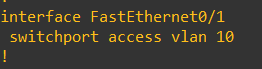 !
interface FastEthernet0/1
 switchport access vlan 10
!